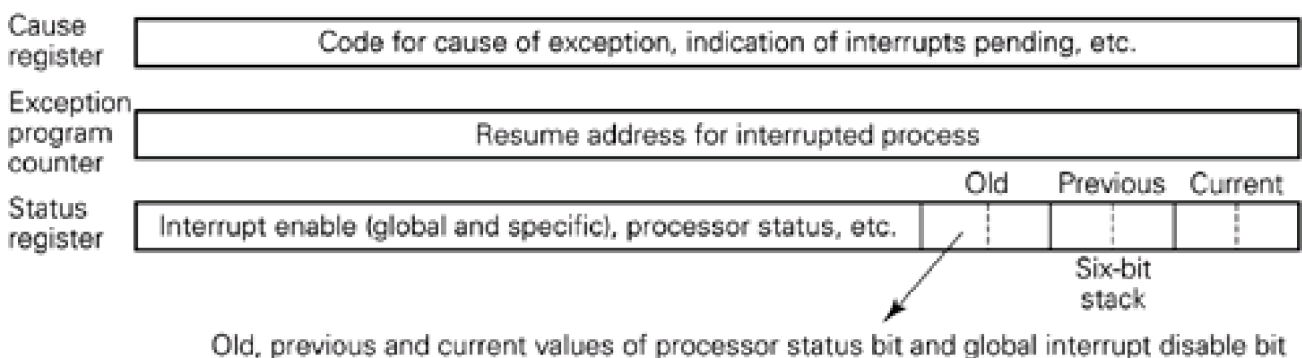 Cause
register
Code for cause of exception, indication of interrupts pending, etc.
Exception
program
counter
Resume address for interrupted process
Old Previous Current
Status
register
Interrupt enable (global and specific), processor status, etc.
Six-bit
stack
Old, previous and current values of processor status bit and global interrupt disable bit